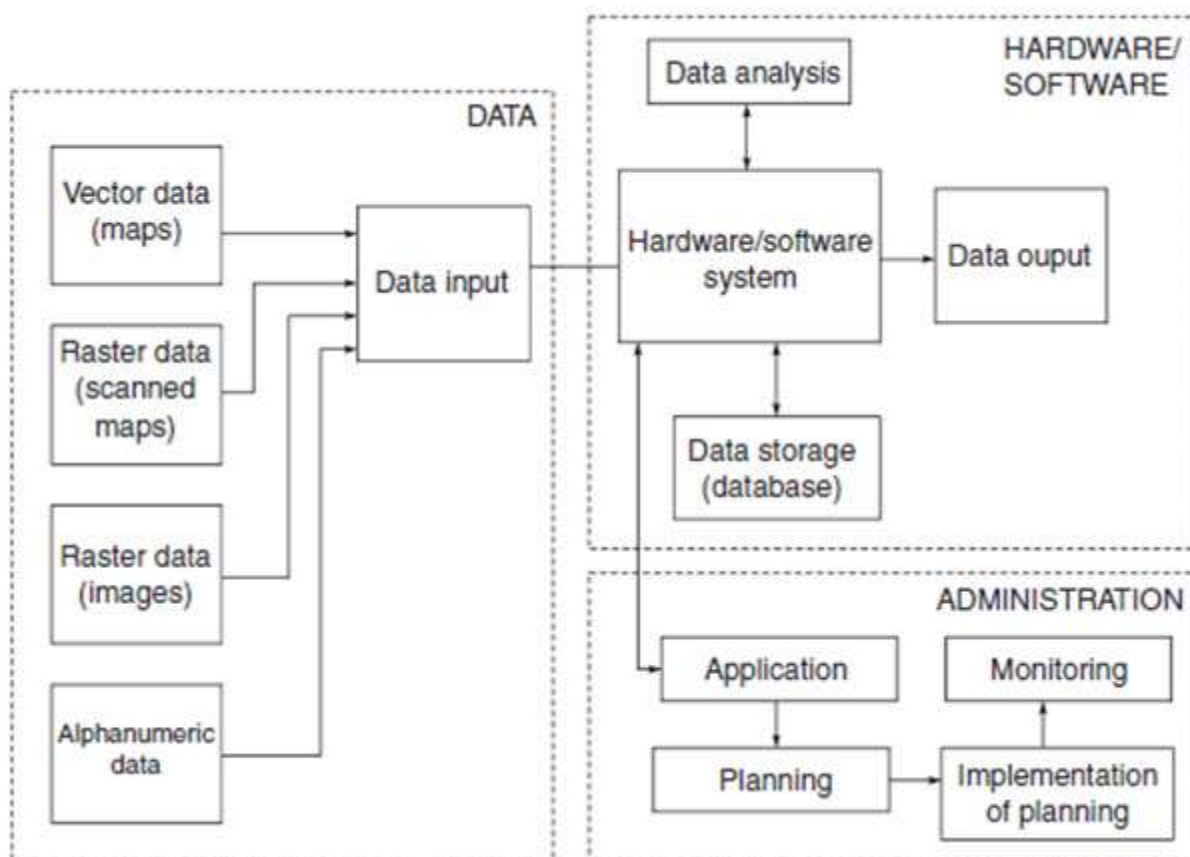 DATA
Vector data
(maps)
Raster data
(scanned
maps)
Raster data
(images)
Alphanumeric
data
Data input
HARDWARE/
SOFTWARE
Data analysis
Hardware/software
system
Data ouput
Data storage
(database)
ADMINISTRATION
Application
Monitoring
Planning
Implementation
of planning